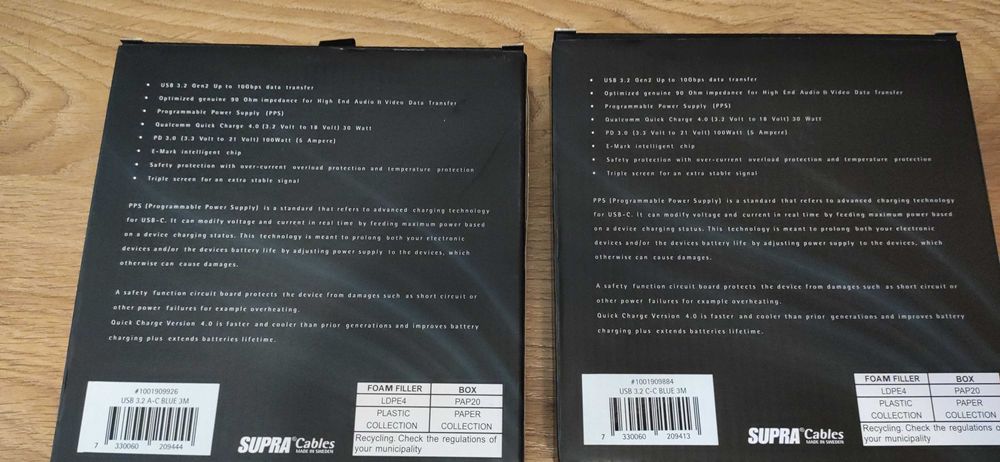 • USB 3.2 Gen2 Up to 10Gbps data transfer
• Optimized genuine 90 Ohm impedance for High End Audio & Video Data Transfer
• Programmable Power Supply (PPS)
• Qualcomm Quick Charge 4.0 (3.2 Volt to 18 Volt) 30 Watt
• PD 3.0 (3.3 Volt to 21 Volt) 100Watt (5 Ampere)
• E-Mark intelligent chip
• Safety protection with over-current overload protection and temperature protection
• Triple screen for an extra stable signal
PPS (Programmable Power Supply) is a standard that refers to advanced charging technology
for USB-C. It can modify voltage and current in real time by feeding maximum power based
on a device charging status. This technology is meant to prolong both your electronic
devices and/or the devices battery life by adjusting power supply to the devices, which
otherwise can cause damages.
A safety function circuit board protects the device from damages such as short circuit or
other power failures for example overheating.
Quick Charge Version 4.0 is faster and cooler than prior generations and improves battery
charging plus extends batteries lifetime.
#1001909926
USB 3.2 A-C BLUE 3M
7 330060 209444
SUPRA® Cables
MADE IN SWEDEN
FOAM FILLER BOX
LDPE4 PAP20
PLASTIC PAPER
COLLECTION COLLECTION
Recycling. Check the regulations of
your municipality
• USB 3.2 Gen2 Up to 10Gbps data transfer
• Optimized genuine 90 Ohm impedance for High End Audio & Video Data Transfer
• Programmable Power Supply (PPS)
• Qualcomm Quick Charge 4.0 (3.2 Volt to 18 Volt) 30 Watt
• PD 3.0 (3.3 Volt to 21 Volt) 100Watt (5 Ampere)
• E-Mark intelligent chip
• Safety protection with over-current overload protection and temperature protection
• Triple screen for an extra stable signal
PPS (Programmable Power Supply) is a standard that refers to advanced charging technology
for USB-C. It can modify voltage and current in real time by feeding maximum power based
on a device charging status. This technology is meant to prolong both your electronic
devices and/or the devices battery life by adjusting power supply to the devices, which
otherwise can cause damages.
A safety function circuit board protects the device from damages such as short circuit or
other power failures for example overheating.
Quick Charge Version 4.0 is faster and cooler than prior generations and improves battery
charging plus extends batteries lifetime.
#1001909884
USB 3.2 C-C BLUE 3M
7 330060 209413
SUPRA® Cables
MADE IN SWEDEN
FOAM FILLER BOX
LDPE4 PAP20
PLASTIC PAPER
COLLECTION COLLECTION
Recycling. Check the regulations o
your municipality